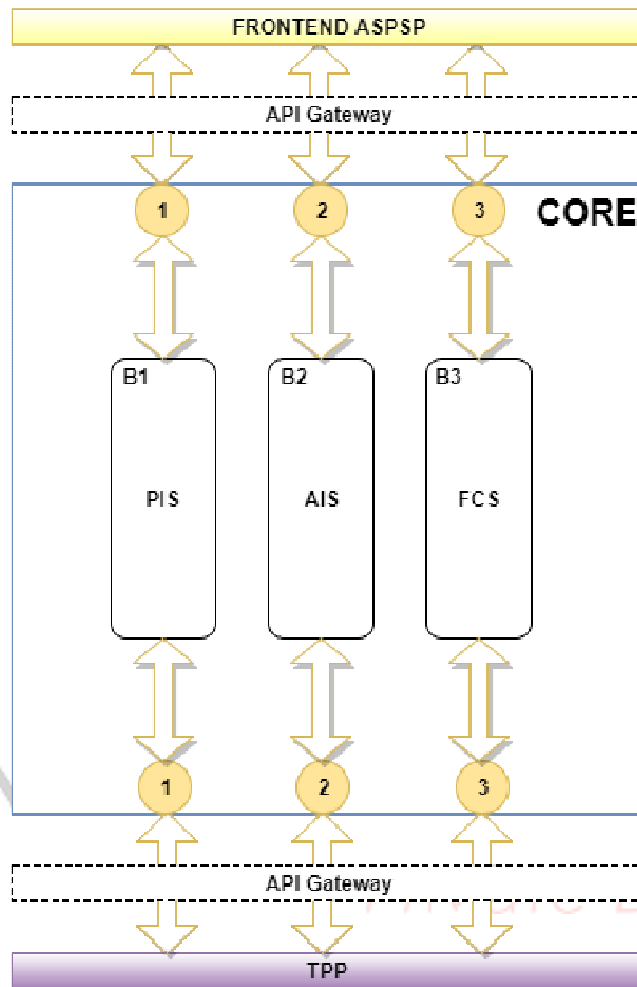 FRONTEND ASPSP
API Gateway
1 2 3 CORE
B1 B2 B3
PIS AIS FCS
1 2 3
API Gateway
TPP